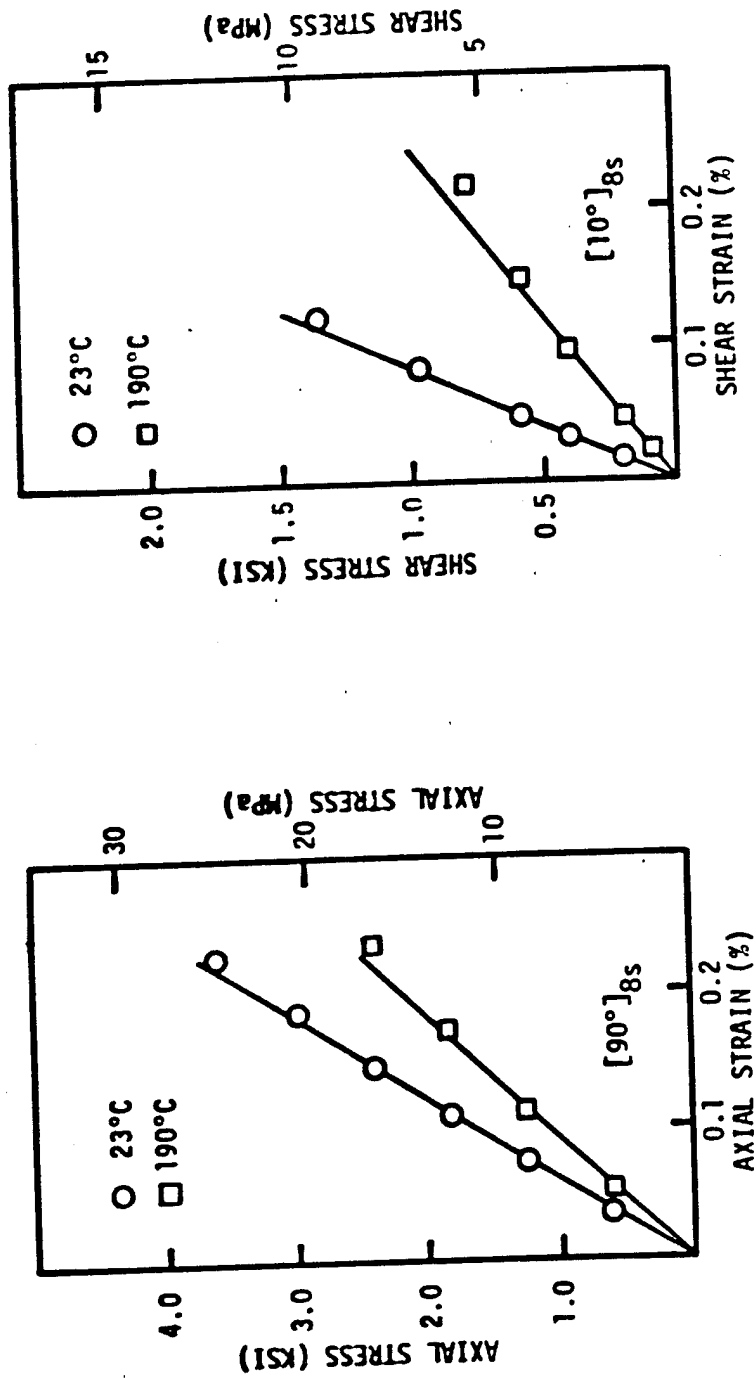 AXIAL STRESS (MPa)
30
20
10
○ 23°C
□ 190°C
4.0
3.0
2.0
1.0
AXIAL STRESS (KSI)
[90°]8s
0.1
0.2
AXIAL STRAIN (%)
SHEAR STRESS (MPa)
15
10
5
○ 23°C
□ 190°C
2.0
1.5
1.0
0.5
SHEAR STRESS (KSI)
[10°]8s
0.1
0.2
SHEAR STRAIN (%)